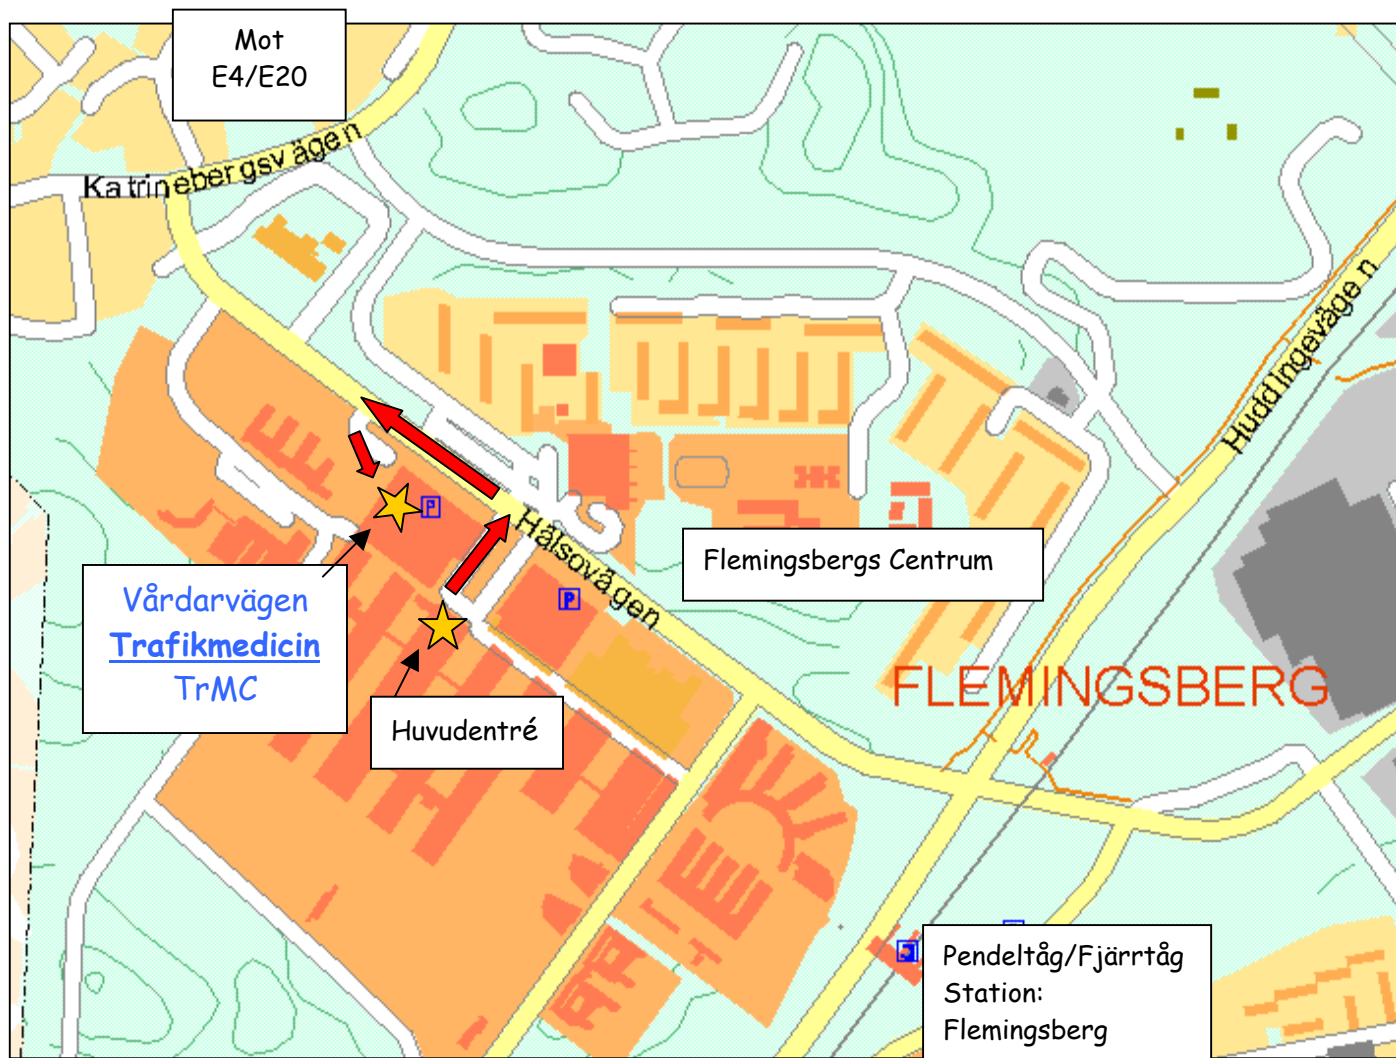 Mot
E4/E20
Katrinebergsvägen
Huddingevägen
P
Hälsovägen
Flemingsbergs Centrum
P
Vårdarvägen
Trafikmedicin
TrMC
FLEMINGSBERG
Huvudentré
Pendeltåg/Fjärrtåg
Station:
Flemingsberg